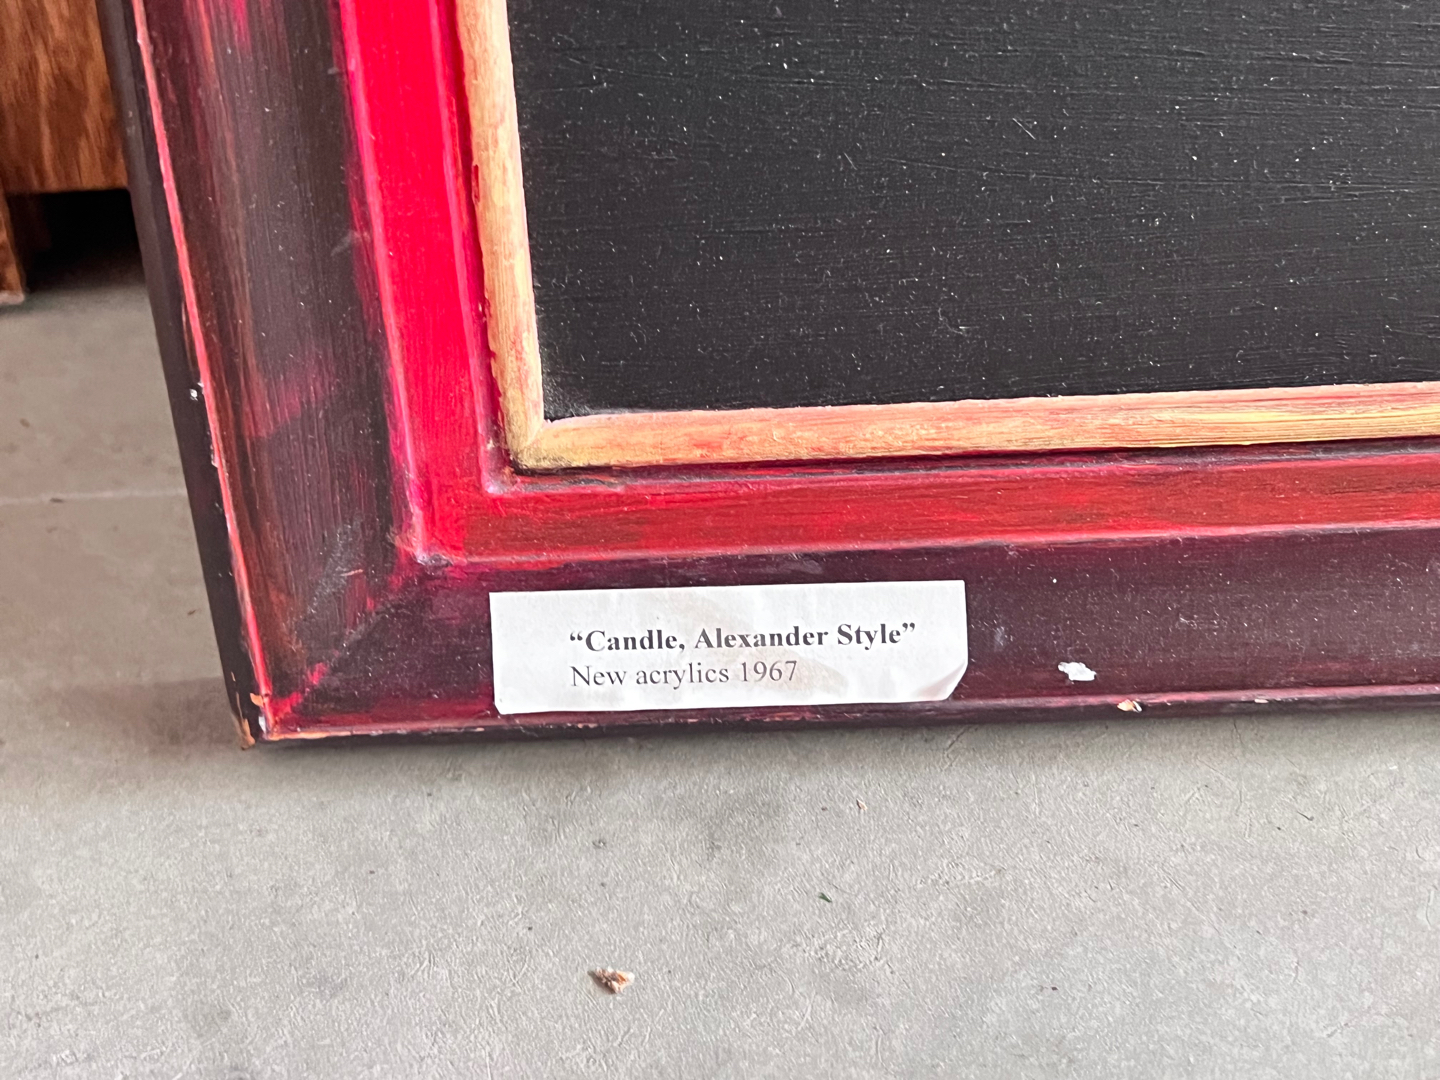 “Candle, Alexander Style”
New acrylics 1967